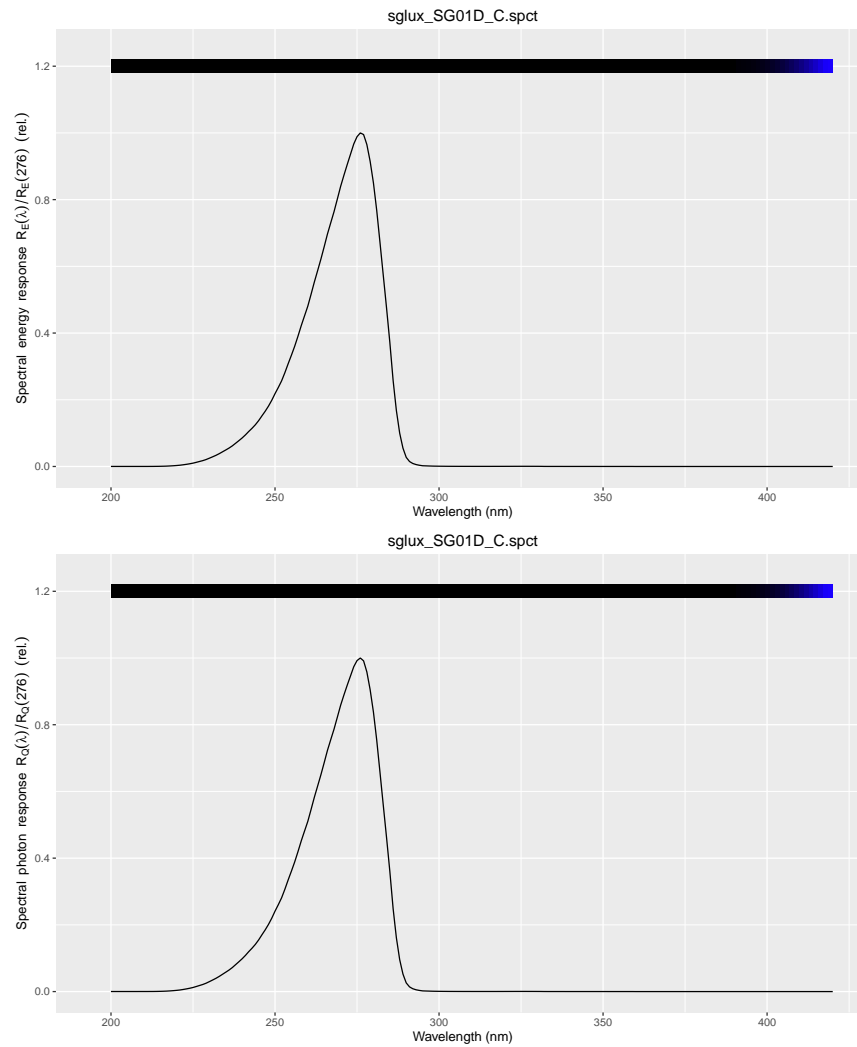 sglux_SG01D_C.spct
Spectral energy response R_E(λ)/R_E(276) (rel.)
1.2
0.8
0.4
0.0
200 250 300 350 400
Wavelength (nm)
sglux_SG01D_C.spct
Spectral photon response R_Q(λ)/R_Q(276) (rel.)
1.2
0.8
0.4
0.0
200 250 300 350 400
Wavelength (nm)